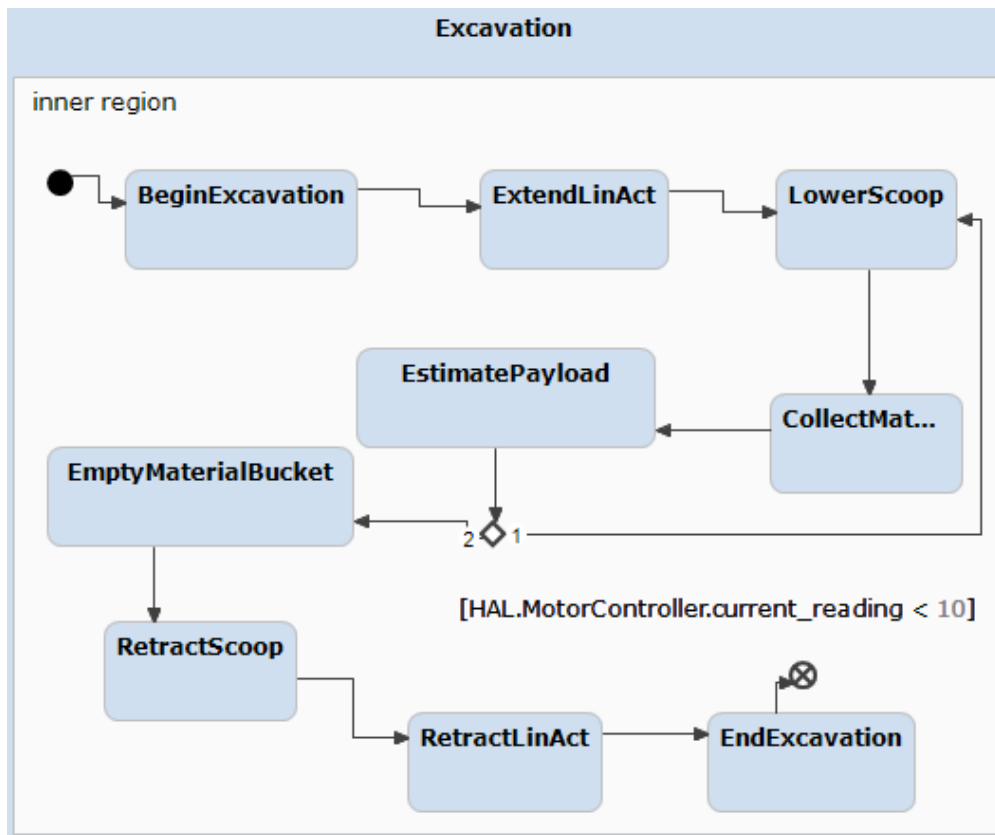 Excavation
inner region
BeginExcavation
ExtendLinAct
LowerScoop
EstimatePayload
CollectMat...
EmptyMaterialBucket
2
1
[HAL.MotorController.current_reading < 10]
RetractScoop
RetractLinAct
EndExcavation